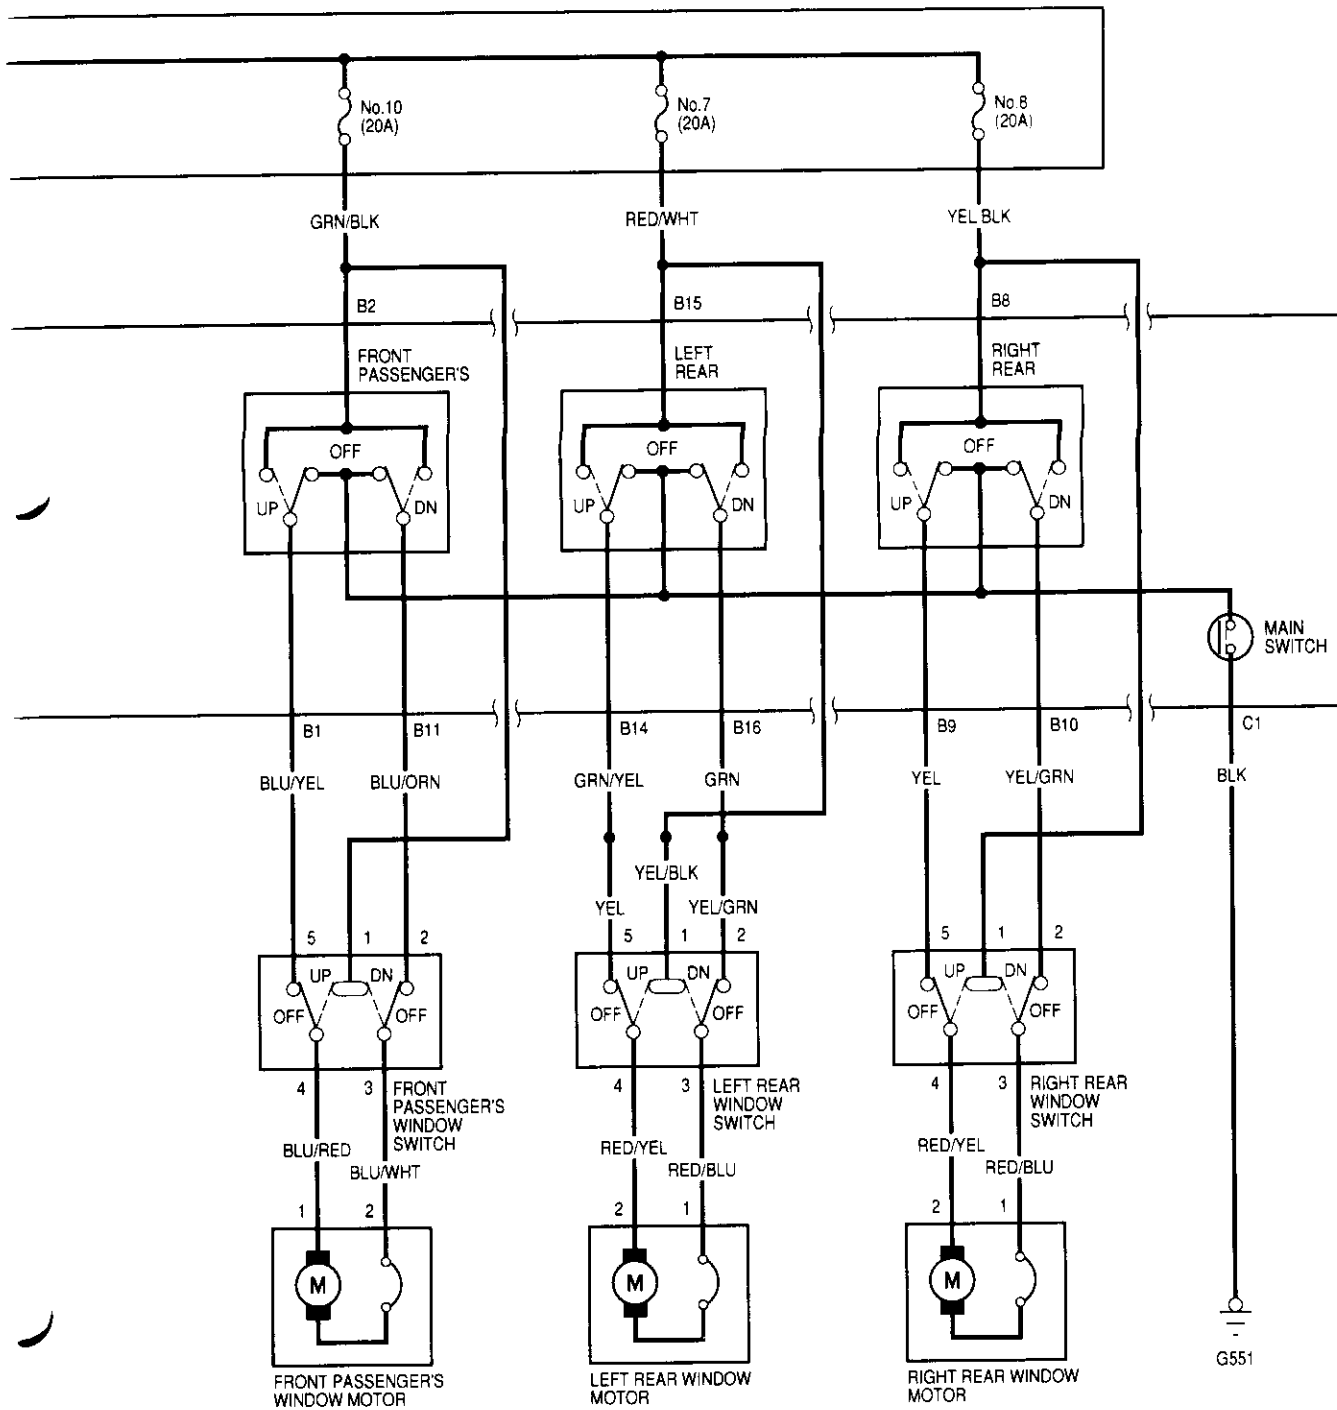 No.10
(20A)
No.7
(20A)
No.8
(20A)
GRN/BLK
RED/WHT
YEL BLK
B2
B15
B8
FRONT
PASSENGER'S
LEFT
REAR
RIGHT
REAR
OFF
UP
DN
OFF
UP
DN
OFF
UP
DN
MAIN
SWITCH
B1
B11
B14
B16
B9
B10
C1
BLU/YEL
BLU/ORN
GRN/YEL
GRN
YEL
YEL/GRN
BLK
YEL/BLK
YEL
YEL/GRN
5
1
2
5
1
2
5
1
2
UP
DN
OFF
OFF
UP
DN
OFF
OFF
UP
DN
OFF
OFF
4
3
FRONT
PASSENGER'S
WINDOW
SWITCH
4
3
LEFT REAR
WINDOW
SWITCH
4
3
RIGHT REAR
WINDOW
SWITCH
BLU/RED
BLU/WHT
RED/YEL
RED/BLU
RED/YEL
RED/BLU
1
2
2
1
2
1
M
M
M
FRONT PASSENGER'S
WINDOW MOTOR
LEFT REAR WINDOW
MOTOR
RIGHT REAR WINDOW
MOTOR
G551